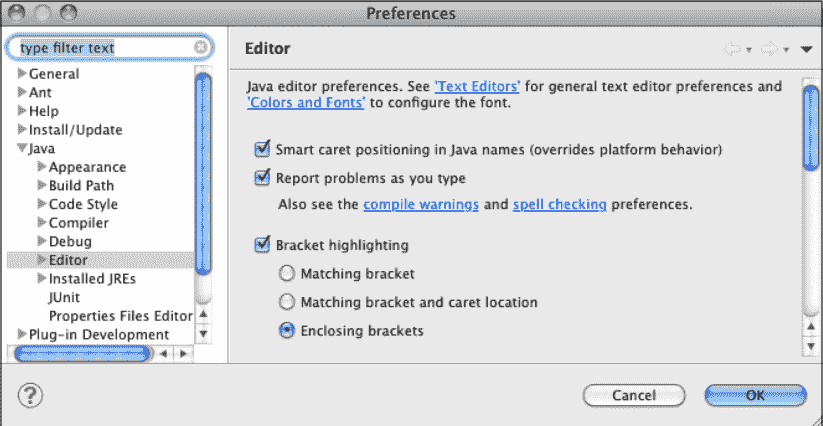 Preferences
type filter text
General
Ant
Help
Install/Update
Java
Appearance
Build Path
Code Style
Compiler
Debug
Editor
Installed JREs
JUnit
Properties Files Editor
Plug-in Development
Editor
Java editor preferences. See 'Text Editors' for general text editor preferences and
'Colors and Fonts' to configure the font.
Smart caret positioning in Java names (overrides platform behavior)
Report problems as you type
Also see the compile warnings and spell checking preferences.
Bracket highlighting
Matching bracket
Matching bracket and caret location
Enclosing brackets
?
Cancel
OK